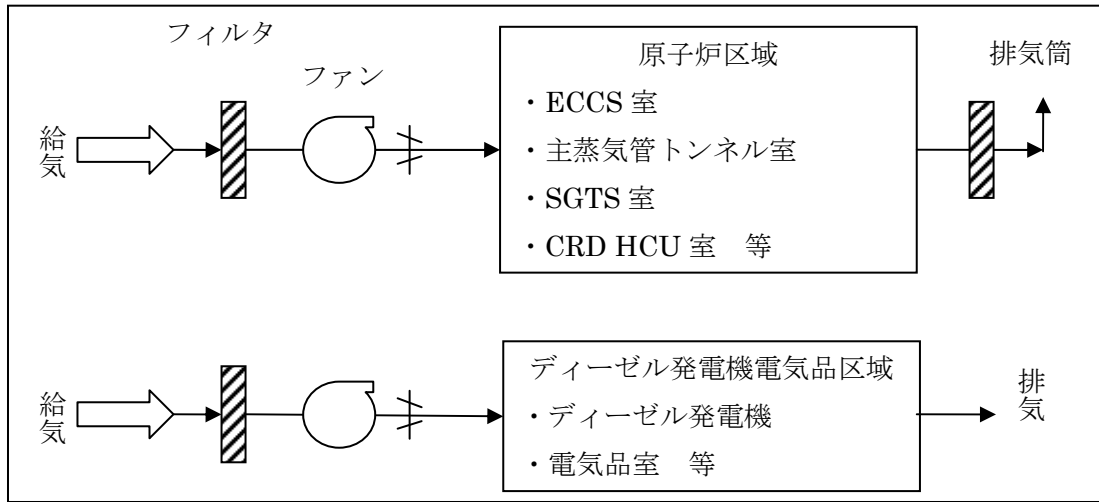 フィルタ
ファン
給気
原子炉区域
・ECCS 室
・主蒸気管トンネル室
・SGTS 室
・CRD HCU 室　等
排気筒
給気
ディーゼル発電機電気品区域
・ディーゼル発電機
・電気品室　等
排気